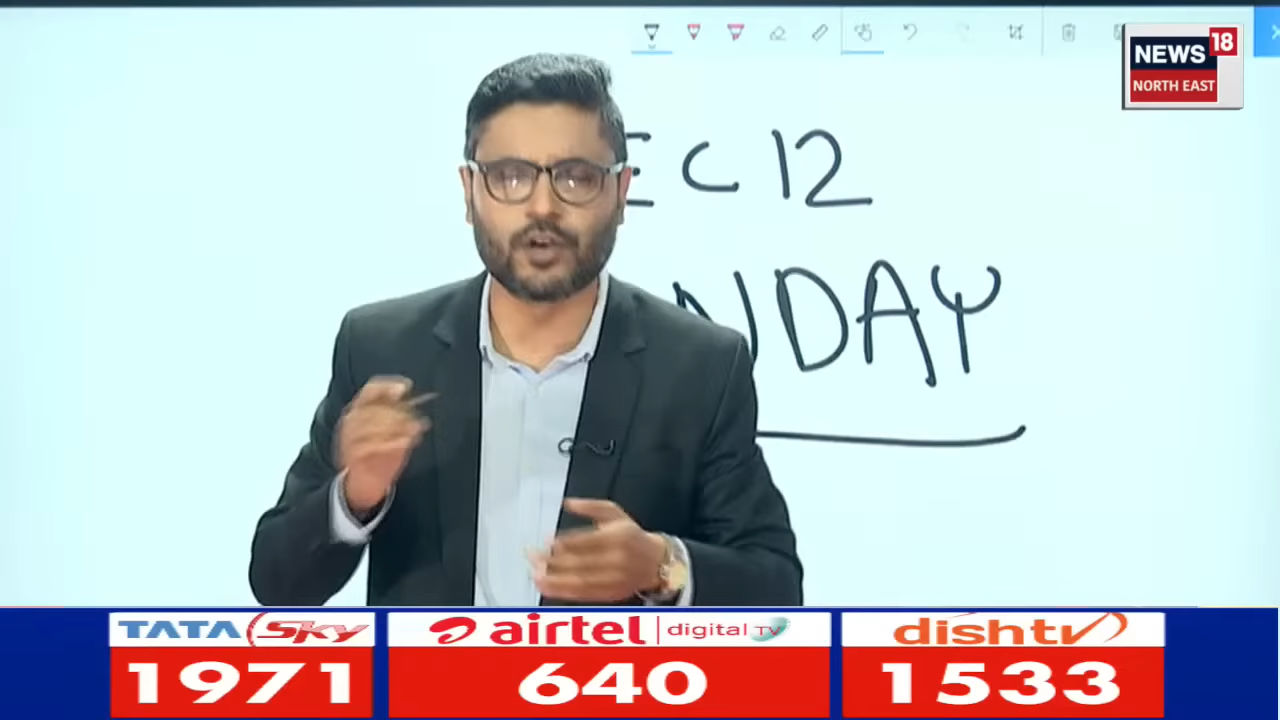 NEWS 18
NORTH EAST
EC 12
NDAY
TATA Sky
1971
airtel digital TV
640
dishtv
1533